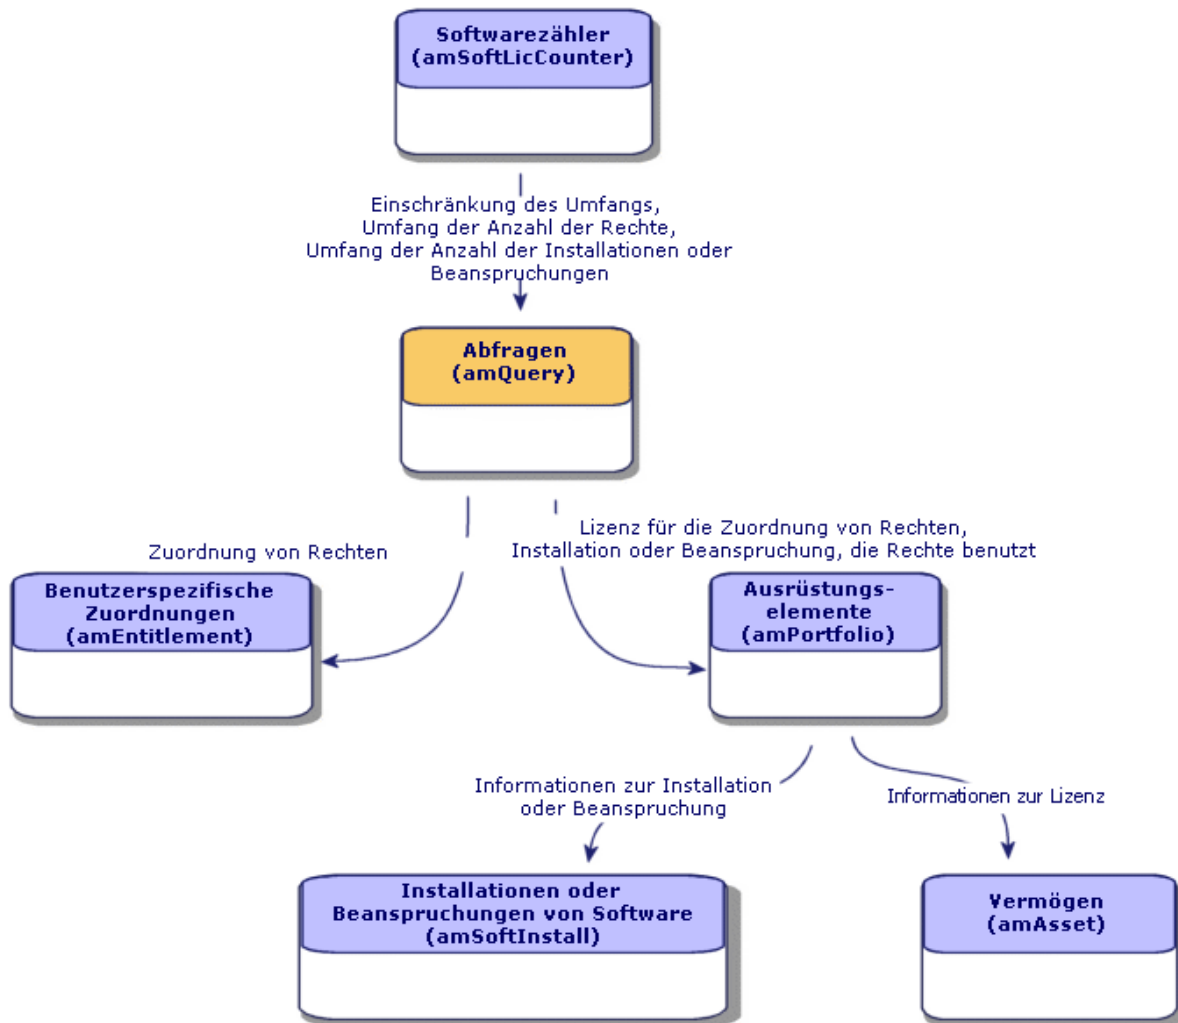 Softwarezähler
(amSoftLicCounter)
Einschränkung des Umfangs,
Umfang der Anzahl der Rechte,
Umfang der Anzahl der Installationen oder
Beanspruchungen
Abfragen
(amQuery)
Zuordnung von Rechten
Lizenz für die Zuordnung von Rechten,
Installation oder Beanspruchung, die Rechte benutzt
Benutzerspezifische
Zuordnungen
(amEntitlement)
Ausrüstungs-
elemente
(amPortfolio)
Informationen zur Installation
oder Beanspruchung
Informationen zur Lizenz
Installationen oder
Beanspruchungen von Software
(amSoftInstall)
Vermögen
(amAsset)